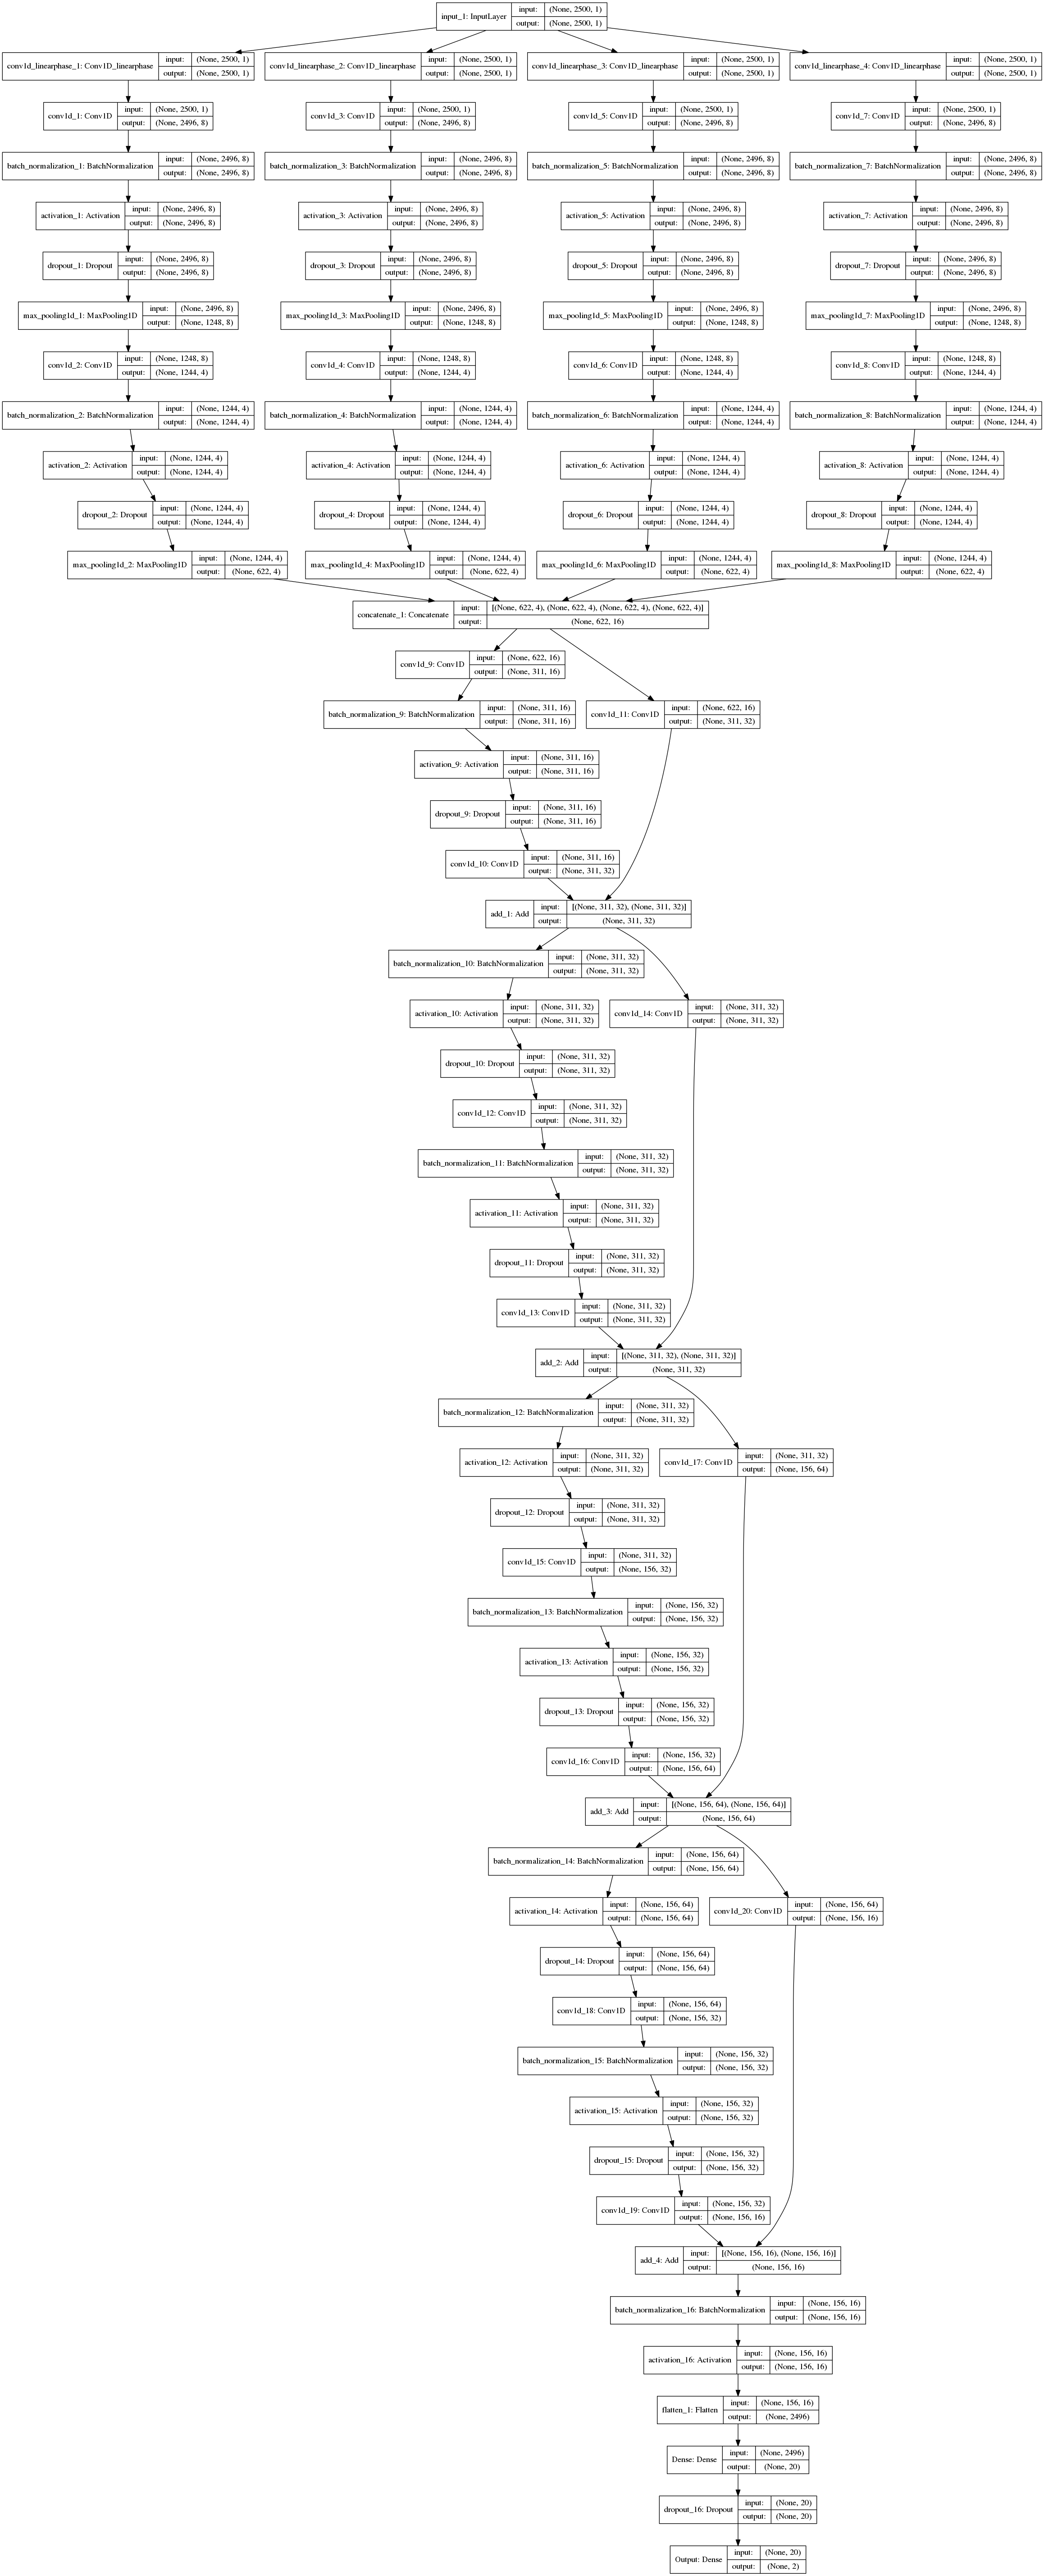 input_1: InputLayer
input: (None, 2500, 1)
output: (None, 2500, 1)
conv1d_linearphase_1: Conv1D_linearphase
input: (None, 2500, 1)
output: (None, 2500, 1)
conv1d_linearphase_2: Conv1D_linearphase
input: (None, 2500, 1)
output: (None, 2500, 1)
conv1d_linearphase_3: Conv1D_linearphase
input: (None, 2500, 1)
output: (None, 2500, 1)
conv1d_linearphase_4: Conv1D_linearphase
input: (None, 2500, 1)
output: (None, 2500, 1)
conv1d_1: Conv1D
input: (None, 2500, 1)
output: (None, 2496, 8)
conv1d_3: Conv1D
input: (None, 2500, 1)
output: (None, 2496, 8)
conv1d_5: Conv1D
input: (None, 2500, 1)
output: (None, 2496, 8)
conv1d_7: Conv1D
input: (None, 2500, 1)
output: (None, 2496, 8)
batch_normalization_1: BatchNormalization
input: (None, 2496, 8)
output: (None, 2496, 8)
batch_normalization_3: BatchNormalization
input: (None, 2496, 8)
output: (None, 2496, 8)
batch_normalization_5: BatchNormalization
input: (None, 2496, 8)
output: (None, 2496, 8)
batch_normalization_7: BatchNormalization
input: (None, 2496, 8)
output: (None, 2496, 8)
activation_1: Activation
input: (None, 2496, 8)
output: (None, 2496, 8)
activation_3: Activation
input: (None, 2496, 8)
output: (None, 2496, 8)
activation_5: Activation
input: (None, 2496, 8)
output: (None, 2496, 8)
activation_7: Activation
input: (None, 2496, 8)
output: (None, 2496, 8)
dropout_1: Dropout
input: (None, 2496, 8)
output: (None, 2496, 8)
dropout_3: Dropout
input: (None, 2496, 8)
output: (None, 2496, 8)
dropout_5: Dropout
input: (None, 2496, 8)
output: (None, 2496, 8)
dropout_7: Dropout
input: (None, 2496, 8)
output: (None, 2496, 8)
max_pooling1d_1: MaxPooling1D
input: (None, 2496, 8)
output: (None, 1248, 8)
max_pooling1d_3: MaxPooling1D
input: (None, 2496, 8)
output: (None, 1248, 8)
max_pooling1d_5: MaxPooling1D
input: (None, 2496, 8)
output: (None, 1248, 8)
max_pooling1d_7: MaxPooling1D
input: (None, 2496, 8)
output: (None, 1248, 8)
conv1d_2: Conv1D
input: (None, 1248, 8)
output: (None, 1244, 4)
conv1d_4: Conv1D
input: (None, 1248, 8)
output: (None, 1244, 4)
conv1d_6: Conv1D
input: (None, 1248, 8)
output: (None, 1244, 4)
conv1d_8: Conv1D
input: (None, 1248, 8)
output: (None, 1244, 4)
batch_normalization_2: BatchNormalization
input: (None, 1244, 4)
output: (None, 1244, 4)
batch_normalization_4: BatchNormalization
input: (None, 1244, 4)
output: (None, 1244, 4)
batch_normalization_6: BatchNormalization
input: (None, 1244, 4)
output: (None, 1244, 4)
batch_normalization_8: BatchNormalization
input: (None, 1244, 4)
output: (None, 1244, 4)
activation_2: Activation
input: (None, 1244, 4)
output: (None, 1244, 4)
activation_4: Activation
input: (None, 1244, 4)
output: (None, 1244, 4)
activation_6: Activation
input: (None, 1244, 4)
output: (None, 1244, 4)
activation_8: Activation
input: (None, 1244, 4)
output: (None, 1244, 4)
dropout_2: Dropout
input: (None, 1244, 4)
output: (None, 1244, 4)
dropout_4: Dropout
input: (None, 1244, 4)
output: (None, 1244, 4)
dropout_6: Dropout
input: (None, 1244, 4)
output: (None, 1244, 4)
dropout_8: Dropout
input: (None, 1244, 4)
output: (None, 1244, 4)
max_pooling1d_2: MaxPooling1D
input: (None, 1244, 4)
output: (None, 622, 4)
max_pooling1d_4: MaxPooling1D
input: (None, 1244, 4)
output: (None, 622, 4)
max_pooling1d_6: MaxPooling1D
input: (None, 1244, 4)
output: (None, 622, 4)
max_pooling1d_8: MaxPooling1D
input: (None, 1244, 4)
output: (None, 622, 4)
concatenate_1: Concatenate
input: [(None, 622, 4), (None, 622, 4), (None, 622, 4), (None, 622, 4)]
output: (None, 622, 16)
conv1d_9: Conv1D
input: (None, 622, 16)
output: (None, 311, 16)
batch_normalization_9: BatchNormalization
input: (None, 311, 16)
output: (None, 311, 16)
conv1d_11: Conv1D
input: (None, 622, 16)
output: (None, 311, 32)
activation_9: Activation
input: (None, 311, 16)
output: (None, 311, 16)
dropout_9: Dropout
input: (None, 311, 16)
output: (None, 311, 16)
conv1d_10: Conv1D
input: (None, 311, 16)
output: (None, 311, 32)
add_1: Add
input: [(None, 311, 32), (None, 311, 32)]
output: (None, 311, 32)
batch_normalization_10: BatchNormalization
input: (None, 311, 32)
output: (None, 311, 32)
activation_10: Activation
input: (None, 311, 32)
output: (None, 311, 32)
conv1d_14: Conv1D
input: (None, 311, 32)
output: (None, 311, 32)
dropout_10: Dropout
input: (None, 311, 32)
output: (None, 311, 32)
conv1d_12: Conv1D
input: (None, 311, 32)
output: (None, 311, 32)
batch_normalization_11: BatchNormalization
input: (None, 311, 32)
output: (None, 311, 32)
activation_11: Activation
input: (None, 311, 32)
output: (None, 311, 32)
dropout_11: Dropout
input: (None, 311, 32)
output: (None, 311, 32)
conv1d_13: Conv1D
input: (None, 311, 32)
output: (None, 311, 32)
add_2: Add
input: [(None, 311, 32), (None, 311, 32)]
output: (None, 311, 32)
batch_normalization_12: BatchNormalization
input: (None, 311, 32)
output: (None, 311, 32)
activation_12: Activation
input: (None, 311, 32)
output: (None, 311, 32)
conv1d_17: Conv1D
input: (None, 311, 32)
output: (None, 156, 64)
dropout_12: Dropout
input: (None, 311, 32)
output: (None, 311, 32)
conv1d_15: Conv1D
input: (None, 311, 32)
output: (None, 156, 32)
batch_normalization_13: BatchNormalization
input: (None, 156, 32)
output: (None, 156, 32)
activation_13: Activation
input: (None, 156, 32)
output: (None, 156, 32)
dropout_13: Dropout
input: (None, 156, 32)
output: (None, 156, 32)
conv1d_16: Conv1D
input: (None, 156, 32)
output: (None, 156, 64)
add_3: Add
input: [(None, 156, 64), (None, 156, 64)]
output: (None, 156, 64)
batch_normalization_14: BatchNormalization
input: (None, 156, 64)
output: (None, 156, 64)
activation_14: Activation
input: (None, 156, 64)
output: (None, 156, 64)
conv1d_20: Conv1D
input: (None, 156, 64)
output: (None, 156, 16)
dropout_14: Dropout
input: (None, 156, 64)
output: (None, 156, 64)
conv1d_18: Conv1D
input: (None, 156, 64)
output: (None, 156, 32)
batch_normalization_15: BatchNormalization
input: (None, 156, 32)
output: (None, 156, 32)
activation_15: Activation
input: (None, 156, 32)
output: (None, 156, 32)
dropout_15: Dropout
input: (None, 156, 32)
output: (None, 156, 32)
conv1d_19: Conv1D
input: (None, 156, 32)
output: (None, 156, 16)
add_4: Add
input: [(None, 156, 16), (None, 156, 16)]
output: (None, 156, 16)
batch_normalization_16: BatchNormalization
input: (None, 156, 16)
output: (None, 156, 16)
activation_16: Activation
input: (None, 156, 16)
output: (None, 156, 16)
flatten_1: Flatten
input: (None, 156, 16)
output: (None, 2496)
Dense: Dense
input: (None, 2496)
output: (None, 20)
dropout_16: Dropout
input: (None, 20)
output: (None, 20)
Output: Dense
input: (None, 20)
output: (None, 2)